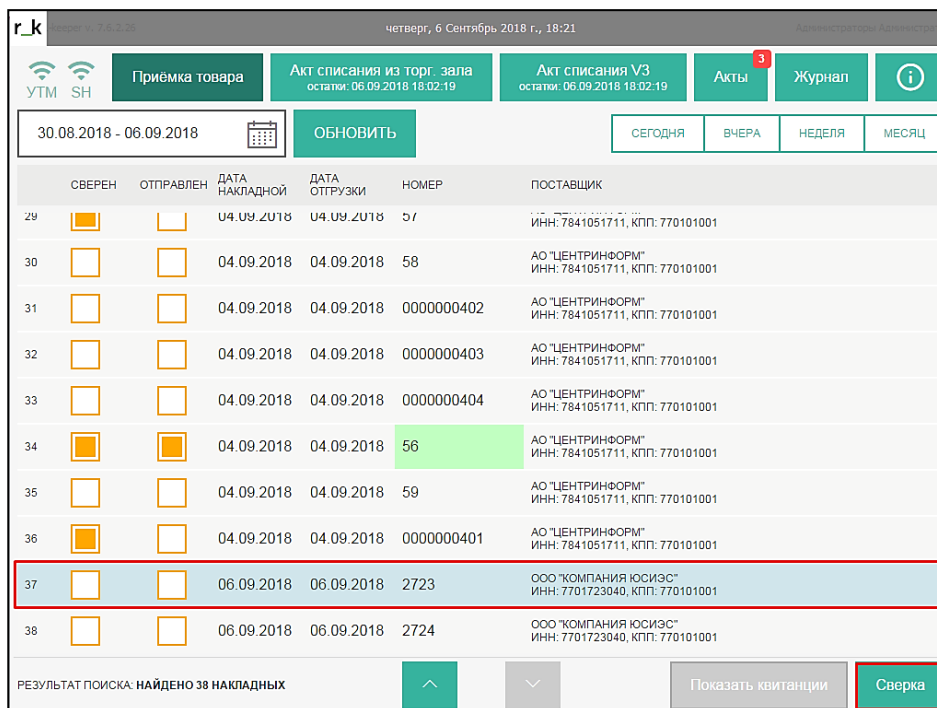 r_k keeper v. 7.6.2.26 четверг, 6 Сентябрь 2018 г., 18:21 Администраторы Администра
УТМ SH Приёмка товара Акт списания из торг. зала Акт списания V3 Акты 3 Журнал
остатки: 06.09.2018 18:02:19 остатки: 06.09.2018 18:02:19
30.08.2018 - 06.09.2018 ОБНОВИТЬ СЕГОДНЯ ВЧЕРА НЕДЕЛЯ МЕСЯЦ
СВЕРЕН ОТПРАВЛЕН ДАТА НАКЛАДНОЙ ДАТА ОТГРУЗКИ НОМЕР ПОСТАВЩИК
29 04.09.2018 04.09.2018 57
ИНН: 7841051711, КПП: 770101001
30 04.09.2018 04.09.2018 58 АО "ЦЕНТРИНФОРМ"
ИНН: 7841051711, КПП: 770101001
31 04.09.2018 04.09.2018 0000000402 АО "ЦЕНТРИНФОРМ"
ИНН: 7841051711, КПП: 770101001
32 04.09.2018 04.09.2018 0000000403 АО "ЦЕНТРИНФОРМ"
ИНН: 7841051711, КПП: 770101001
33 04.09.2018 04.09.2018 0000000404 АО "ЦЕНТРИНФОРМ"
ИНН: 7841051711, КПП: 770101001
34 04.09.2018 04.09.2018 56 АО "ЦЕНТРИНФОРМ"
ИНН: 7841051711, КПП: 770101001
35 04.09.2018 04.09.2018 59 АО "ЦЕНТРИНФОРМ"
ИНН: 7841051711, КПП: 770101001
36 04.09.2018 04.09.2018 0000000401 АО "ЦЕНТРИНФОРМ"
ИНН: 7841051711, КПП: 770101001
37 06.09.2018 06.09.2018 2723 ООО "КОМПАНИЯ ЮСИЭС"
ИНН: 7701723040, КПП: 770101001
38 06.09.2018 06.09.2018 2724 ООО "КОМПАНИЯ ЮСИЭС"
ИНН: 7701723040, КПП: 770101001
РЕЗУЛЬТАТ ПОИСКА: НАЙДЕНО 38 НАКЛАДНЫХ Показать квитанции Сверка